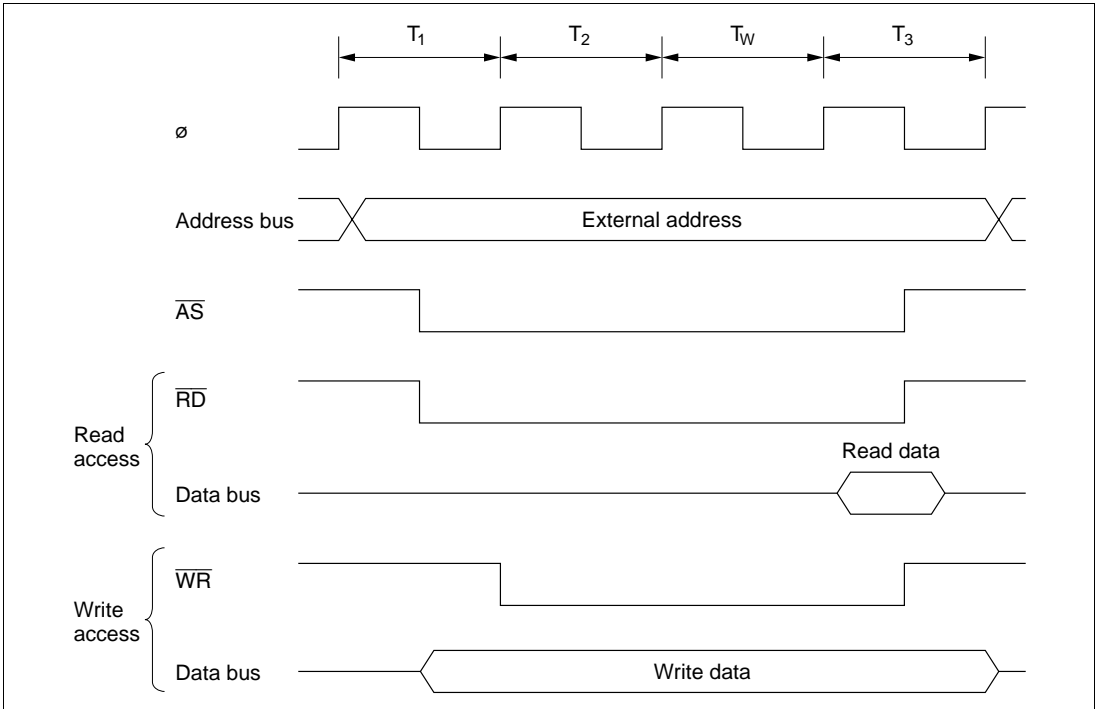 T1 T2 TW T3
ø
Address bus External address
AS
RD
Read access
Read data
Data bus
WR
Write access
Data bus Write data